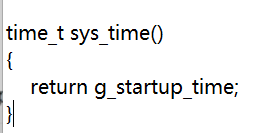 time_t sys_time()
{
    return g_startup_time;
}